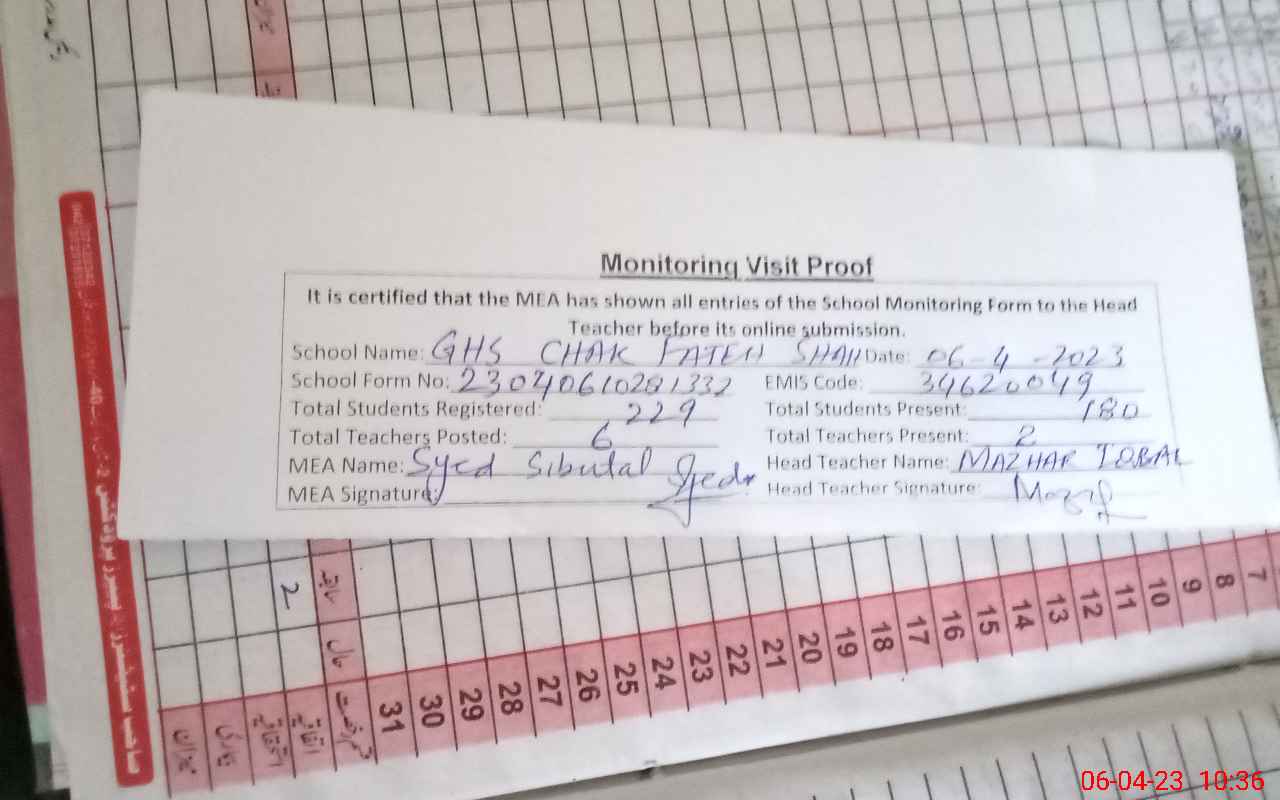 Monitoring Visit Proof
It is certified that the MEA has shown all entries of the School Monitoring Form to the Head
Teacher before its online submission.
School Name: GHS CHAK FATEH SHAH Date: 06-4-2023
School Form No: 23040610281332 EMIS Code: 34620049
Total Students Registered: 229 Total Students Present: 180
Total Teachers Posted: 6 Total Teachers Present: 2
MEA Name: Syed Sibutal Head Teacher Name: MAZHAR IQBAL
MEA Signature: Head Teacher Signature:
2
سابقہ
حال
31 30 29 28 27 26 25 24 23 22 21 20 19 18 17 16 15 14 13 12 11 10 9 8 7
06-04-23 10:36